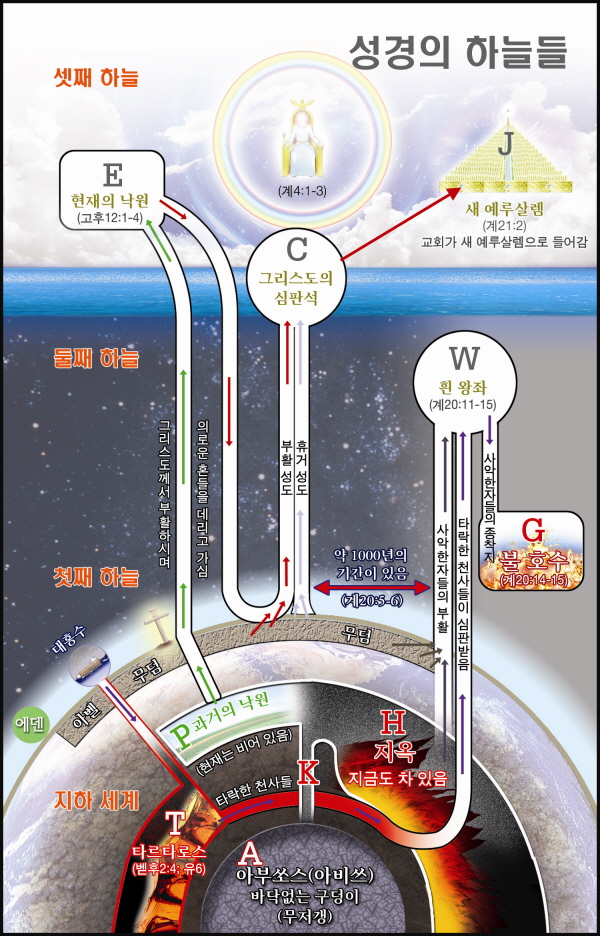 성경의 하늘들
셋째 하늘
(계4:1-3)
J
새 예루살렘
(계21:2)
교회가 새 예루살렘으로 들어감
E
현재의 낙원
(고후12:1-4)
C
그리스도의
심판석
둘째 하늘
W
흰 왕좌
(계20:11-15)
그리스도께서 부활하시며
의로운 혼들을 데리고 가심
부활 성도
휴거 성도
사악한자들의 부활
타락한 천사들이 심판받음
사악한자들의 종착지
G
불 호수
(계20:14-15)
첫째 하늘
약 1000년의
기간이 있음
(계20:5-6)
대홍수
에덴
아벨
무덤
무덤
P 과거의 낙원
(현재는 비어 있음)
H
지옥
지금도 차 있음
K
타락한 천사들
지하 세계
T
타르타로스
(벧후2:4; 유6)
A
아부쏘스(아비쓰)
바닥없는 구덩이
(무저갱)